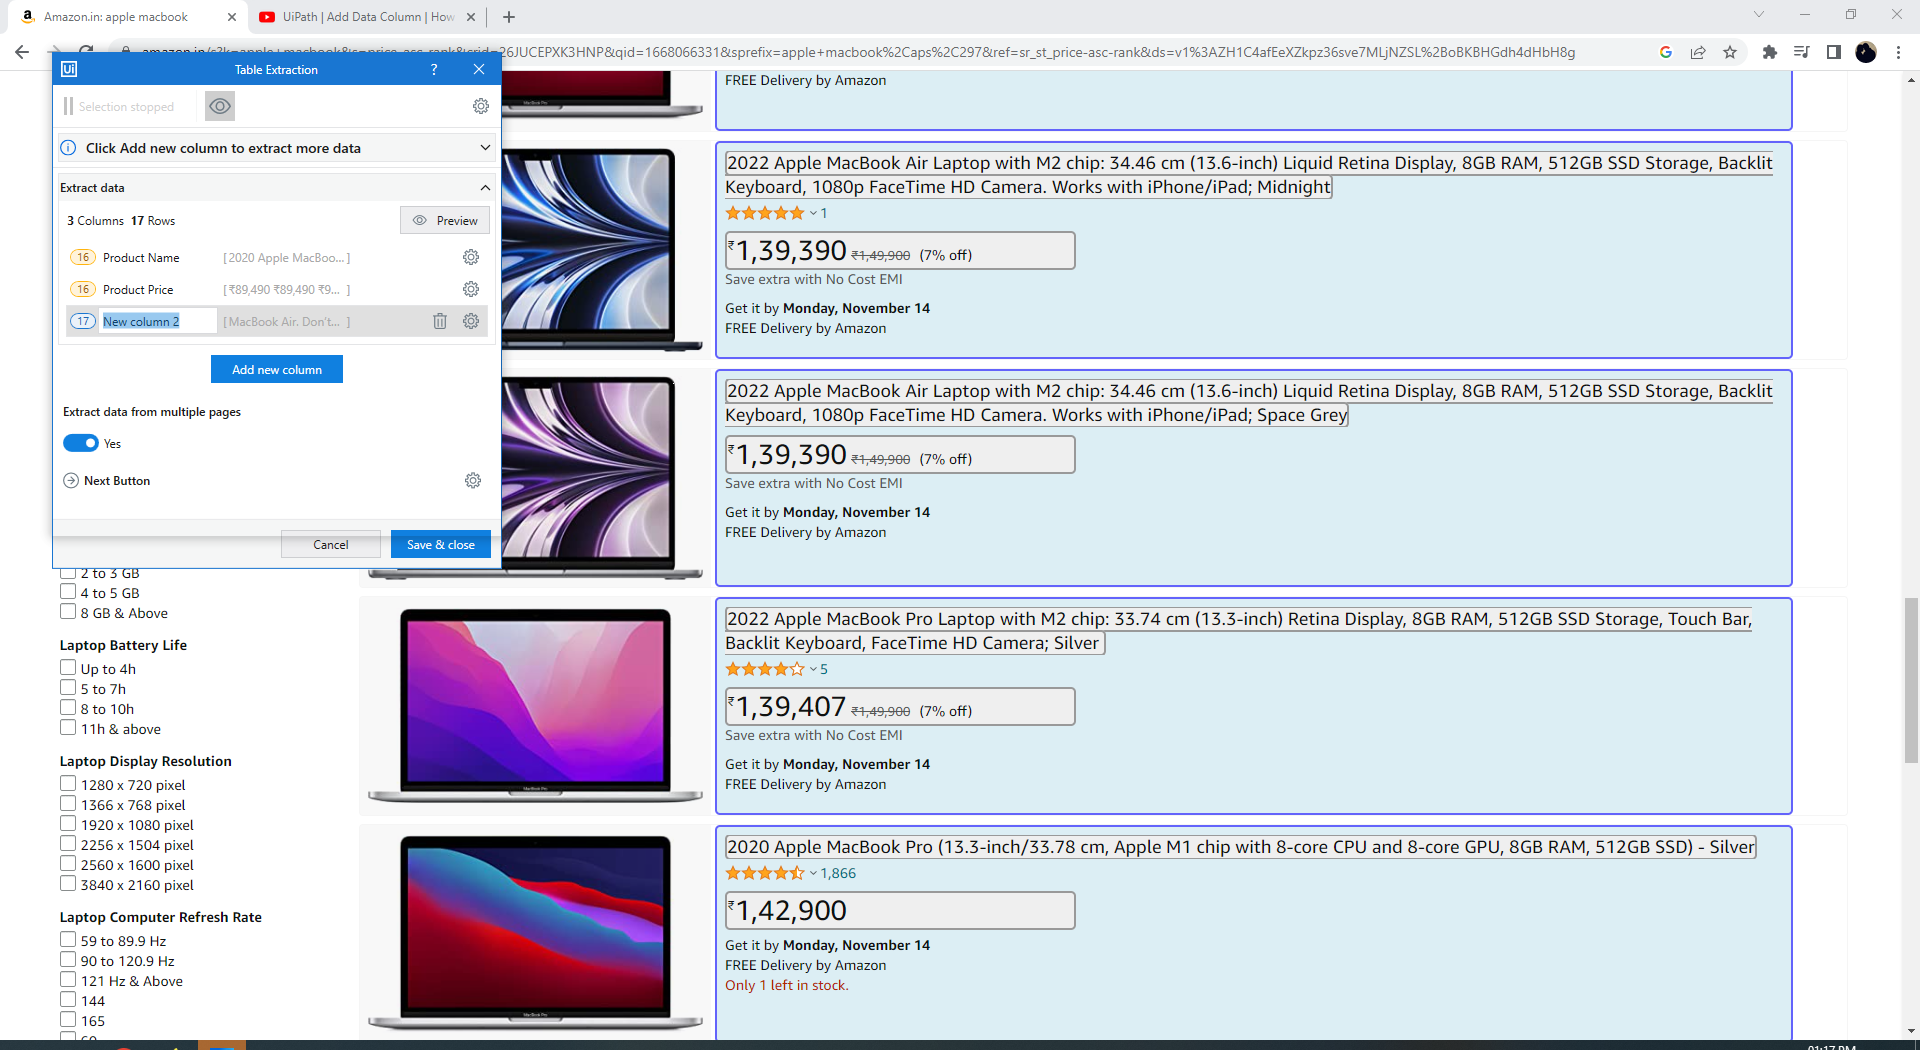 Amazon.in: apple macbook
UiPath | Add Data Column | How
26JUCEPXK3HNP&qid=1668066331&sprefix=apple+macbook%2Caps%2C297&ref=sr_st_price-asc-rank&ds=v1%3AZH1C4afEeXZkpz36sve7MLjNZSL%2BoBKBHGdh4dHbH8g
Ui
Table Extraction
?
Selection stopped
Click Add new column to extract more data
Extract data
3 Columns 17 Rows
Preview
16 Product Name [2020 Apple MacBoo... ]
16 Product Price [₹89,490 ₹89,490 ₹9... ]
17 New column 2 [MacBook Air. Don't... ]
Add new column
Extract data from multiple pages
Yes
Next Button
Cancel
Save & close
2 to 3 GB
4 to 5 GB
8 GB & Above
Laptop Battery Life
Up to 4h
5 to 7h
8 to 10h
11h & above
Laptop Display Resolution
1280 x 720 pixel
1366 x 768 pixel
1920 x 1080 pixel
2256 x 1504 pixel
2560 x 1600 pixel
3840 x 2160 pixel
Laptop Computer Refresh Rate
59 to 89.9 Hz
90 to 120.9 Hz
121 Hz & Above
144
165
FREE Delivery by Amazon
2022 Apple MacBook Air Laptop with M2 chip: 34.46 cm (13.6-inch) Liquid Retina Display, 8GB RAM, 512GB SSD Storage, Backlit
Keyboard, 1080p FaceTime HD Camera. Works with iPhone/iPad; Midnight
1
₹1,39,390 ₹1,49,900 (7% off)
Save extra with No Cost EMI
Get it by Monday, November 14
FREE Delivery by Amazon
2022 Apple MacBook Air Laptop with M2 chip: 34.46 cm (13.6-inch) Liquid Retina Display, 8GB RAM, 512GB SSD Storage, Backlit
Keyboard, 1080p FaceTime HD Camera. Works with iPhone/iPad; Space Grey
₹1,39,390 ₹1,49,900 (7% off)
Save extra with No Cost EMI
Get it by Monday, November 14
FREE Delivery by Amazon
2022 Apple MacBook Pro Laptop with M2 chip: 33.74 cm (13.3-inch) Retina Display, 8GB RAM, 512GB SSD Storage, Touch Bar,
Backlit Keyboard, FaceTime HD Camera; Silver
5
₹1,39,407 ₹1,49,900 (7% off)
Save extra with No Cost EMI
Get it by Monday, November 14
FREE Delivery by Amazon
2020 Apple MacBook Pro (13.3-inch/33.78 cm, Apple M1 chip with 8-core CPU and 8-core GPU, 8GB RAM, 512GB SSD) - Silver
1,866
₹1,42,900
Get it by Monday, November 14
FREE Delivery by Amazon
Only 1 left in stock.